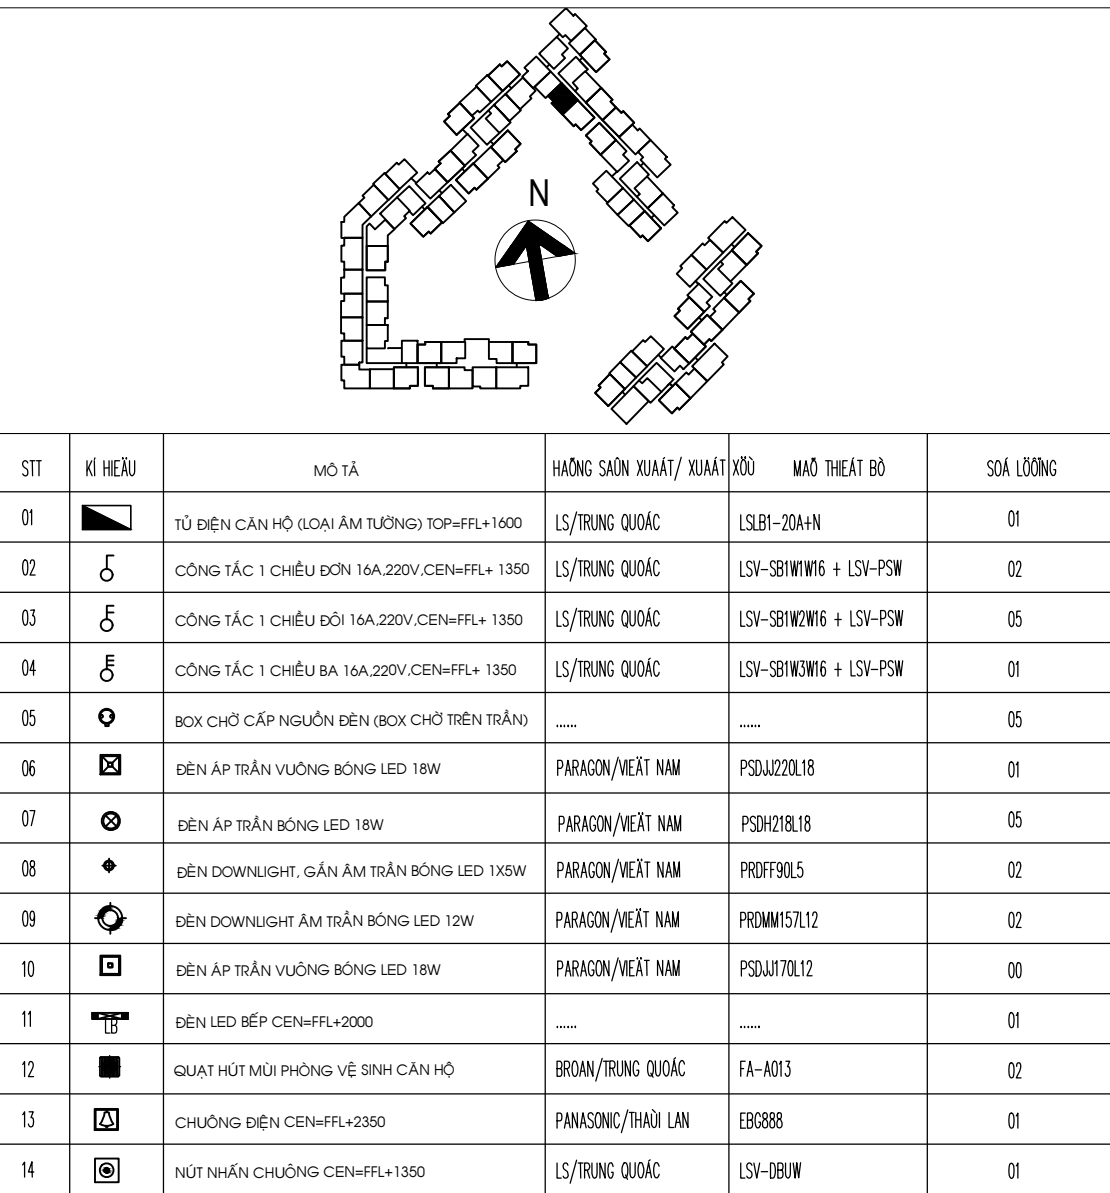 N
STT KÍ HIEÄU MÔ TẢ HAÕNG SAÛN XUAÁT/ XUAÁT XÖÙ MAÕ THIEÁT BÒ SOÁ LÖÔÏNG
01 TỦ ĐIỆN CĂN HỘ (LOẠI ÂM TƯỜNG) TOP=FFL+1600 LS/TRUNG QUOÁC LSLB1-20A+N 01
02 CÔNG TẮC 1 CHIỀU ĐƠN 16A,220V,CEN=FFL+ 1350 LS/TRUNG QUOÁC LSV-SB1W1W16 + LSV-PSW 02
03 CÔNG TẮC 1 CHIỀU ĐÔI 16A,220V,CEN=FFL+ 1350 LS/TRUNG QUOÁC LSV-SB1W2W16 + LSV-PSW 05
04 CÔNG TẮC 1 CHIỀU BA 16A,220V,CEN=FFL+ 1350 LS/TRUNG QUOÁC LSV-SB1W3W16 + LSV-PSW 01
05 BOX CHỜ CẤP NGUỒN ĐÈN (BOX CHỜ TRÊN TRẦN) ...... ...... 05
06 ĐÈN ÁP TRẦN VUÔNG BÓNG LED 18W PARAGON/VIEÄT NAM PSDJJ220L18 01
07 ĐÈN ÁP TRẦN BÓNG LED 18W PARAGON/VIEÄT NAM PSDH218L18 05
08 ĐÈN DOWNLIGHT, GẮN ÂM TRẦN BÓNG LED 1X5W PARAGON/VIEÄT NAM PRDFF90L5 02
09 ĐÈN DOWNLIGHT ÂM TRẦN BÓNG LED 12W PARAGON/VIEÄT NAM PRDMM157L12 02
10 ĐÈN ÁP TRẦN VUÔNG BÓNG LED 18W PARAGON/VIEÄT NAM PSDJJ170L12 00
11 LB ĐÈN LED BẾP CEN=FFL+2000 ...... ...... 01
12 QUẠT HÚT MÙI PHÒNG VỆ SINH CĂN HỘ BROAN/TRUNG QUOÁC FA-A013 02
13 CHUÔNG ĐIỆN CEN=FFL+2350 PANASONIC/THAÙI LAN EBG888 01
14 NÚT NHẤN CHUÔNG CEN=FFL+1350 LS/TRUNG QUOÁC LSV-DBUW 01